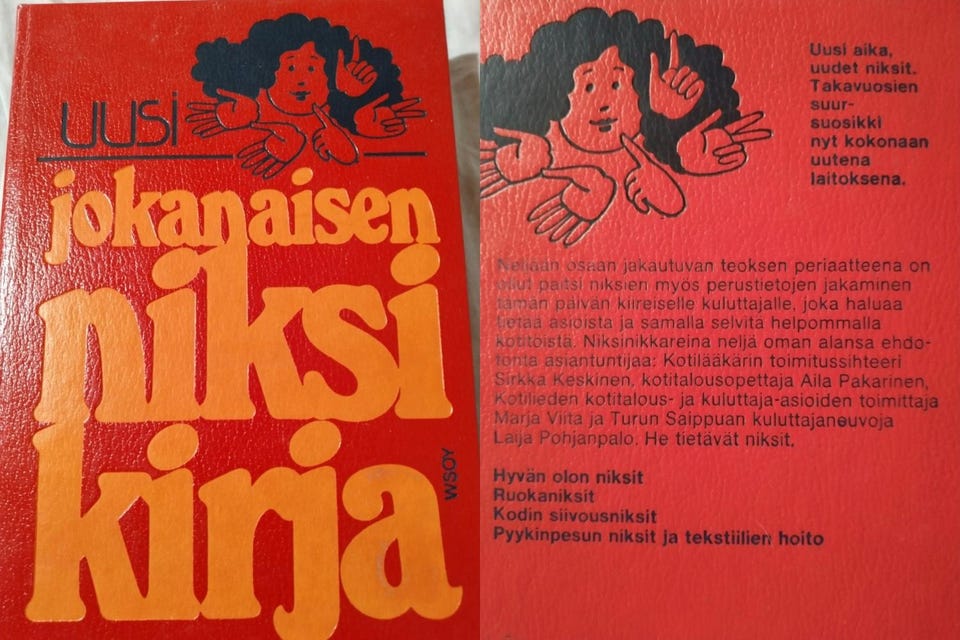 uusi
jokanaisen
niksi
kirja
WSOY
Uusi aika,
uudet niksit.
Takavuosien
suur-
suosikki
nyt kokonaan
uutena
laitoksena.
Neljään osaan jakautuvan teoksen periaatteena on
ollut paitsi niksien myös perustietojen jakaminen
tämän päivän kiireiselle kuluttajalle, joka haluaa
tietää asioista ja samalla selvitä helpommalla
kotitöistä. Niksinikkareina neljä oman alansa ehdo-
tonta asiantuntijaa: Kotilääkärin toimitussihteeri
Sirkka Keskinen, kotitalousopettaja Aila Pakarinen,
Kotilieden kotitalous- ja kuluttaja-asioiden toimittaja
Marja Viita ja Turun Saippuan kuluttajaneuvoja
Laija Pohjanpalo. He tietävät niksit.
Hyvän olon niksit
Ruokaniksit
Kodin siivousniksit
Pyykinpesun niksit ja tekstiilien hoito